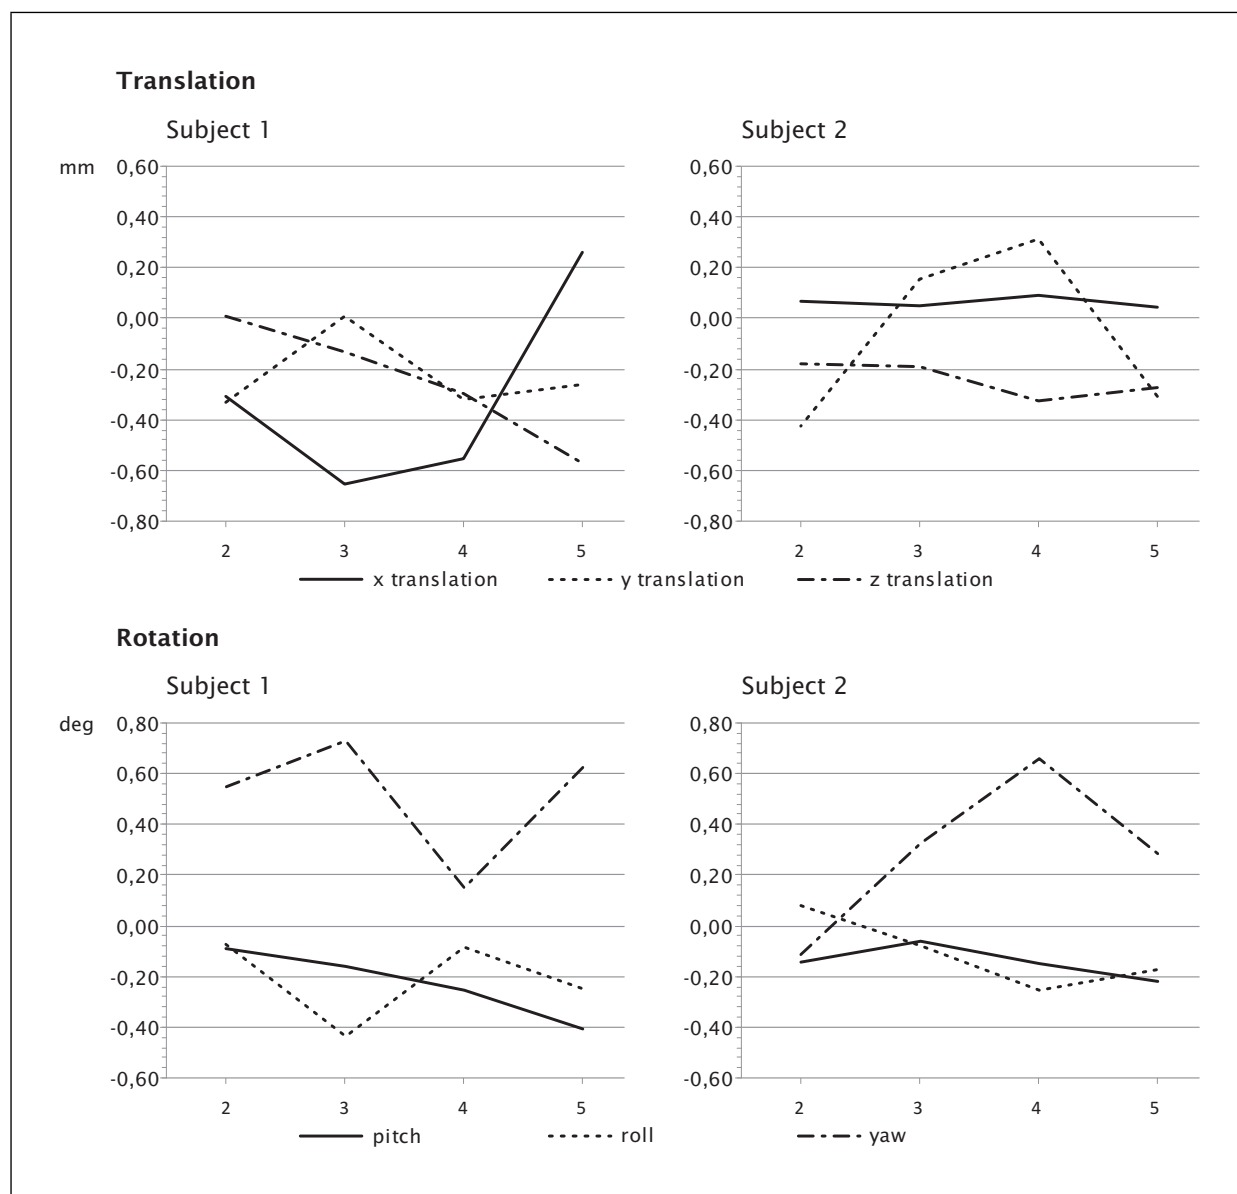 Translation
Subject 1
Subject 2
mm
0,60
0,40
0,20
0,00
-0,20
-0,40
-0,60
-0,80
2 3 4 5
0,60
0,40
0,20
0,00
-0,20
-0,40
-0,60
-0,80
2 3 4 5
x translation
y translation
z translation
Rotation
Subject 1
Subject 2
deg
0,80
0,60
0,40
0,20
0,00
-0,20
-0,40
-0,60
2 3 4 5
0,80
0,60
0,40
0,20
0,00
-0,20
-0,40
-0,60
2 3 4 5
pitch
roll
yaw